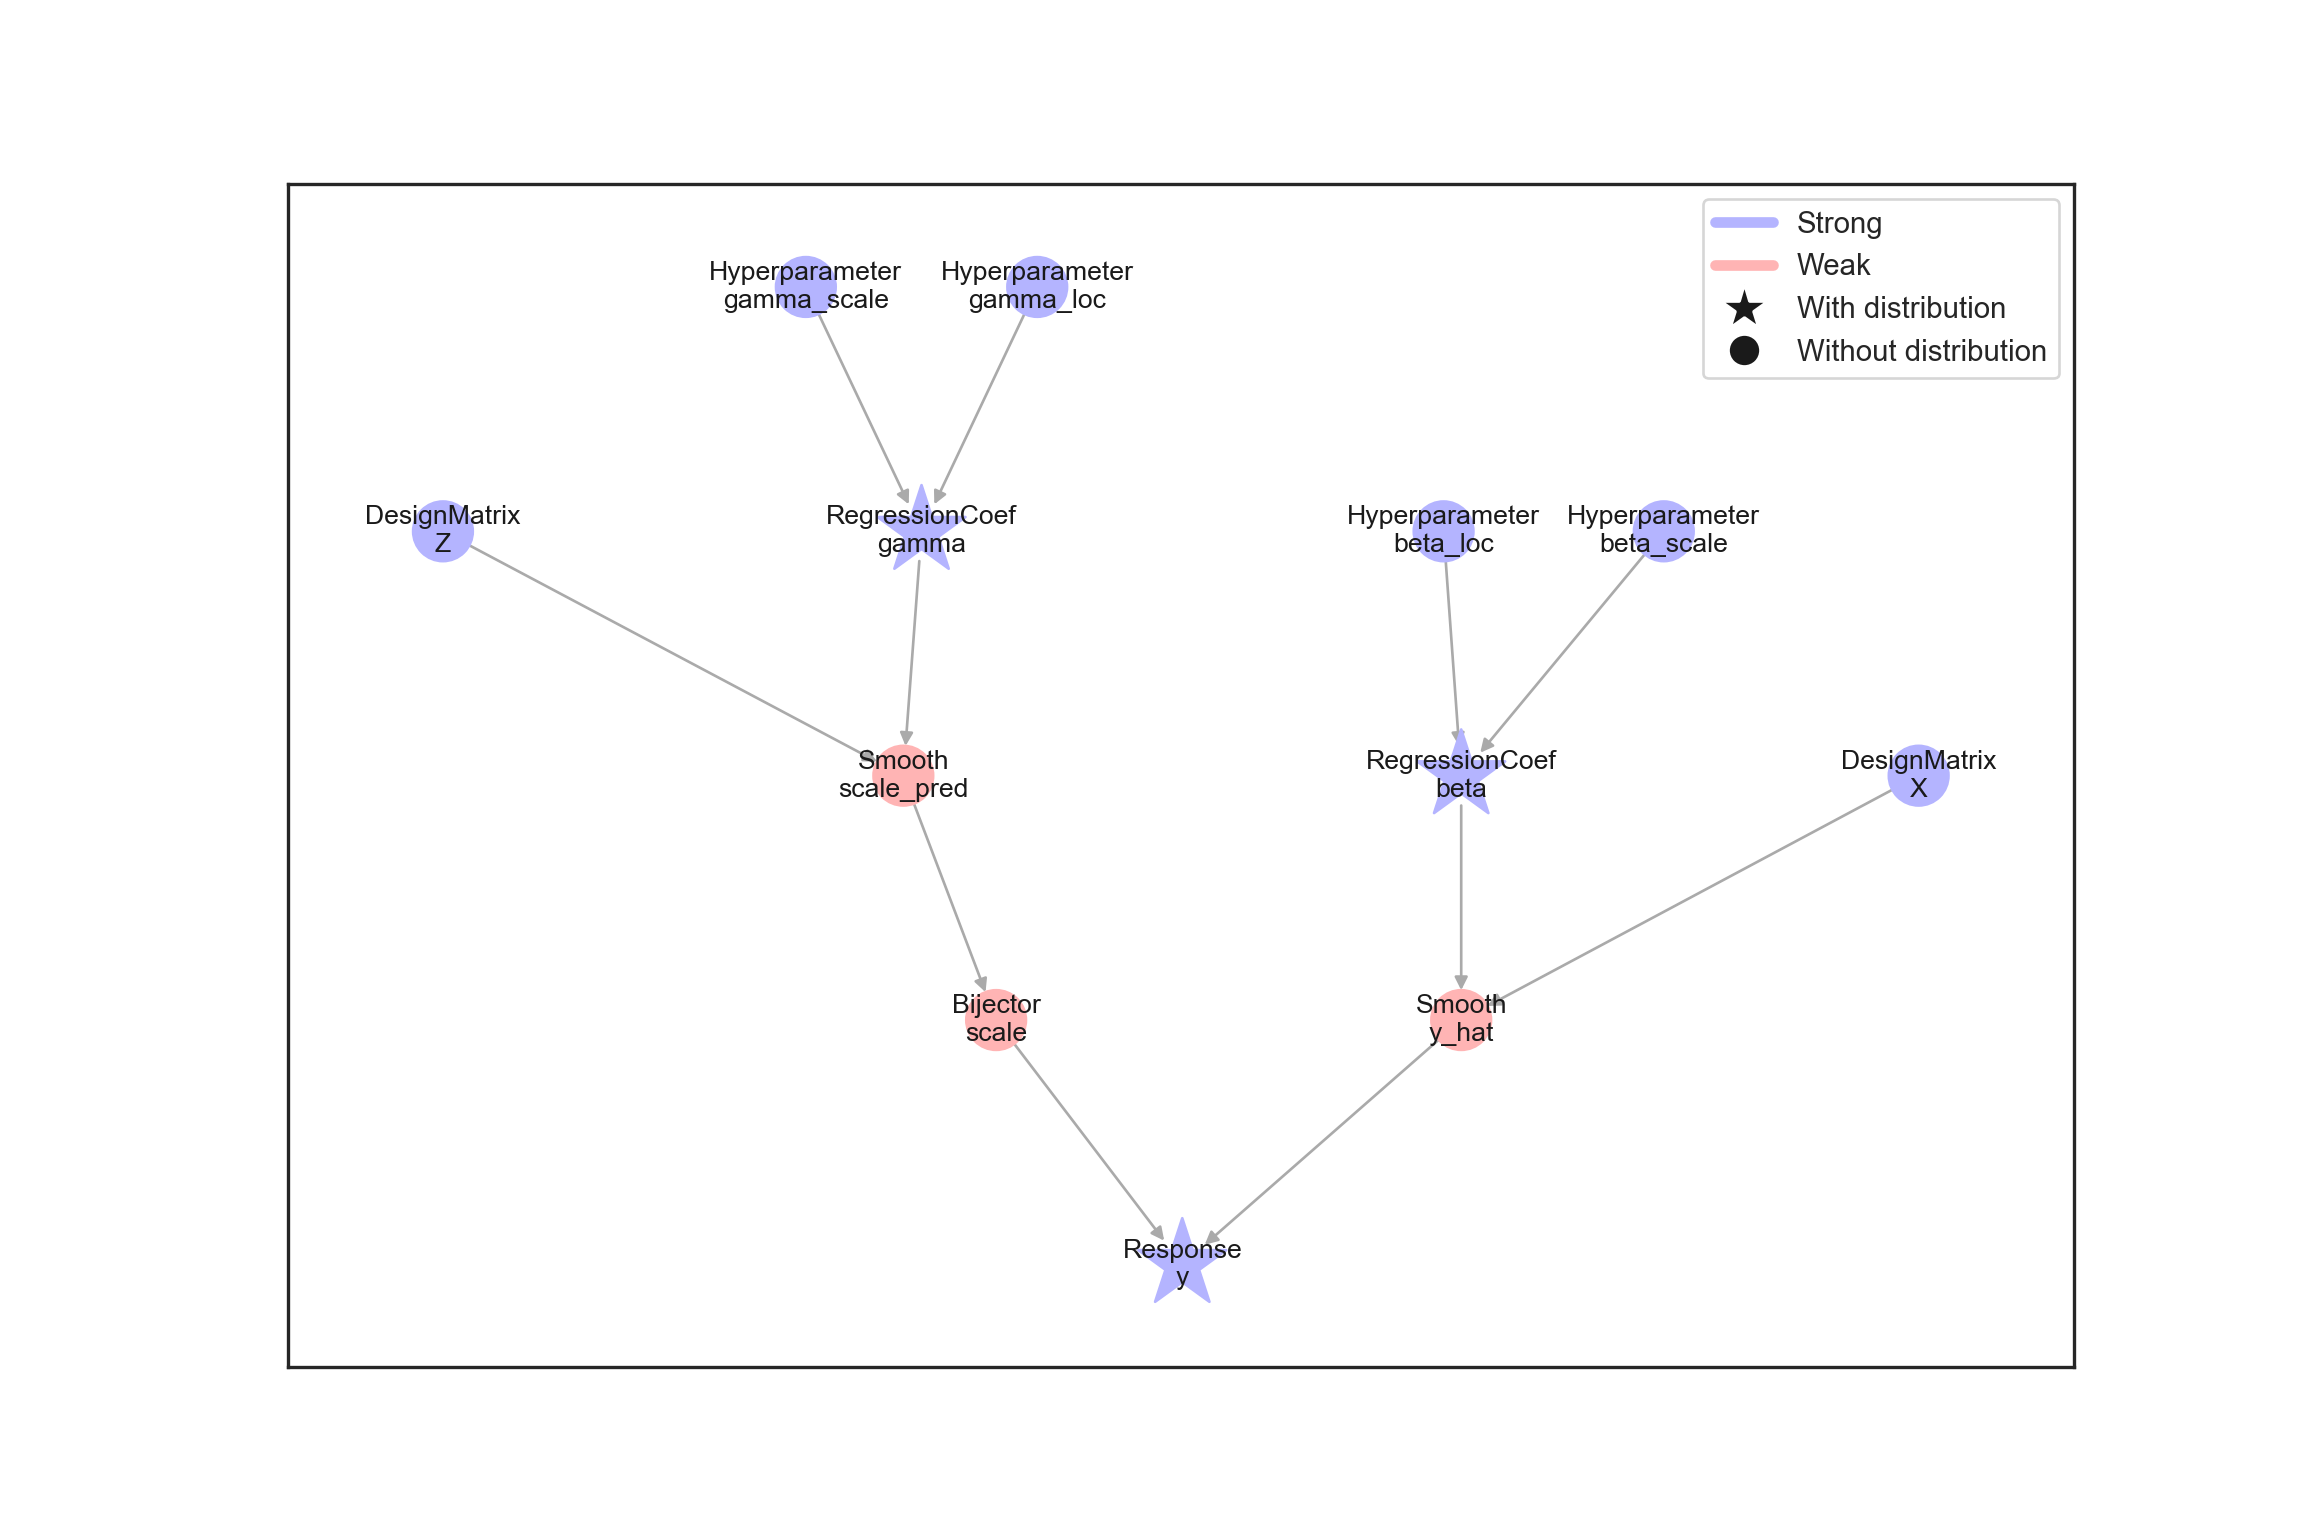 Strong
Weak
With distribution
Without distribution
Hyperparameter
gamma_scale
Hyperparameter
gamma_loc
DesignMatrix
Z
RegressionCoef
gamma
Hyperparameter
beta_loc
Hyperparameter
beta_scale
Smooth
scale_pred
RegressionCoef
beta
DesignMatrix
X
Bijector
scale
Smooth
y_hat
Response
y